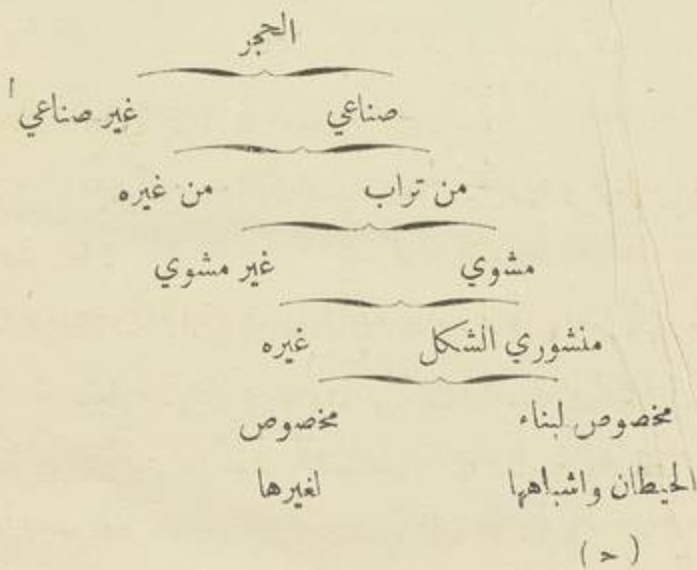 الحجر
صناعي غير صناعي ا
من تراب من غيره
مشوي غير مشوي
منشوري الشكل غيره
مخصوص لبناء مخصوص
الحيطان واشباهها لغيرها
( ح )